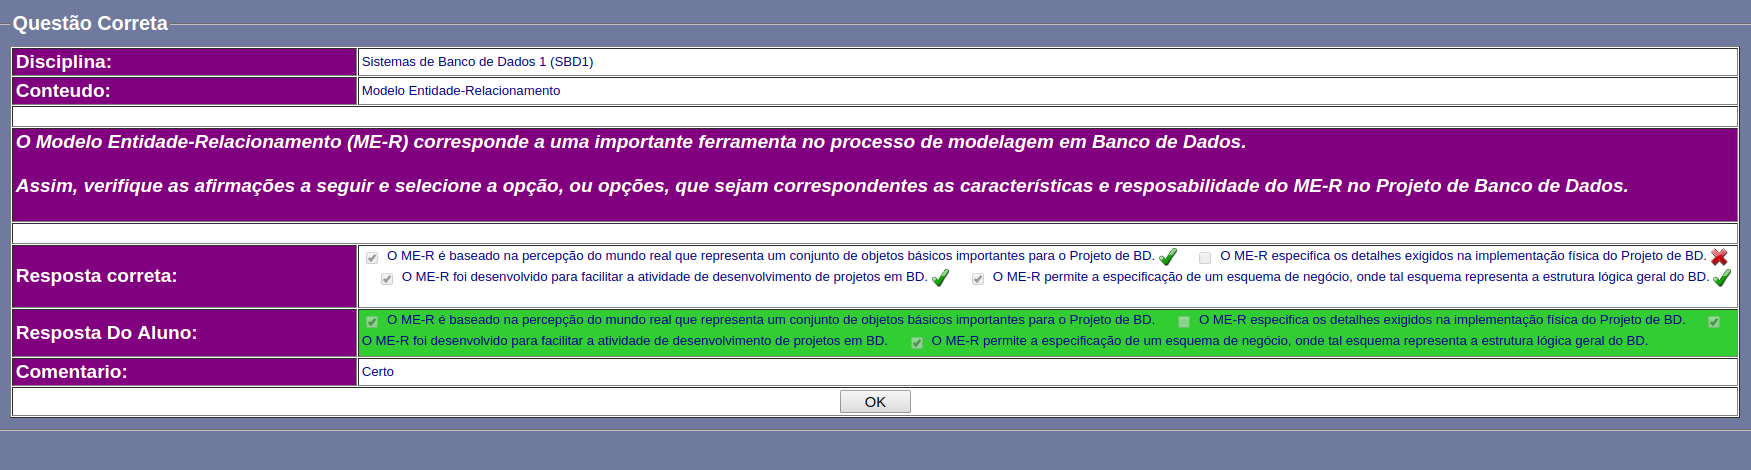 Questão Correta
Disciplina: Sistemas de Banco de Dados 1 (SBD1)
Conteudo: Modelo Entidade-Relacionamento
O Modelo Entidade-Relacionamento (ME-R) corresponde a uma importante ferramenta no processo de modelagem em Banco de Dados.
Assim, verifique as afirmações a seguir e selecione a opção, ou opções, que sejam correspondentes as características e resposabilidade do ME-R no Projeto de Banco de Dados.
Resposta correta:
O ME-R é baseado na percepção do mundo real que representa um conjunto de objetos básicos importantes para o Projeto de BD. O ME-R especifica os detalhes exigidos na implementação física do Projeto de BD.
O ME-R foi desenvolvido para facilitar a atividade de desenvolvimento de projetos em BD. O ME-R permite a especificação de um esquema de negócio, onde tal esquema representa a estrutura lógica geral do BD.
Resposta Do Aluno:
O ME-R é baseado na percepção do mundo real que representa um conjunto de objetos básicos importantes para o Projeto de BD. O ME-R especifica os detalhes exigidos na implementação física do Projeto de BD.
O ME-R foi desenvolvido para facilitar a atividade de desenvolvimento de projetos em BD. O ME-R permite a especificação de um esquema de negócio, onde tal esquema representa a estrutura lógica geral do BD.
Comentario: Certo
OK